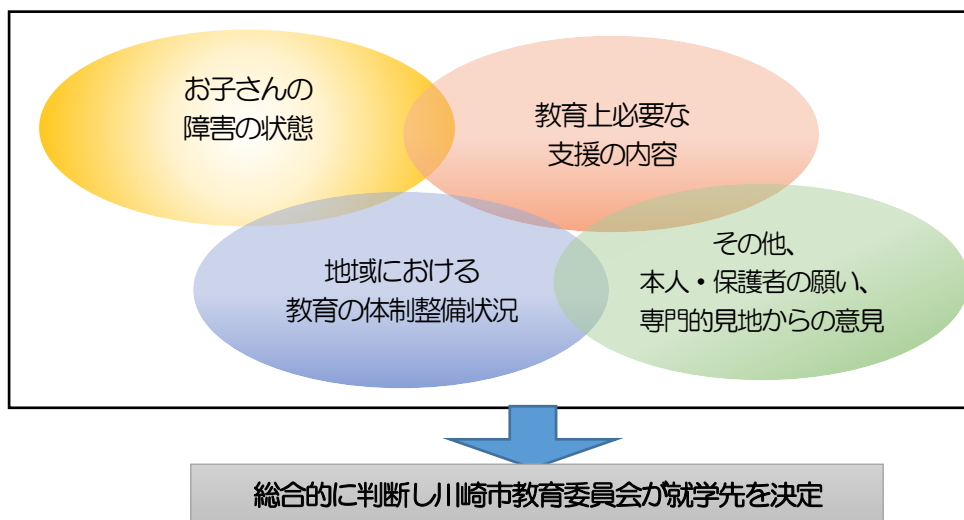 お子さんの
障害の状態
教育上必要な
支援の内容
地域における
教育の体制整備状況
その他、
本人・保護者の願い、
専門的見地からの意見
総合的に判断し川崎市教育委員会が就学先を決定